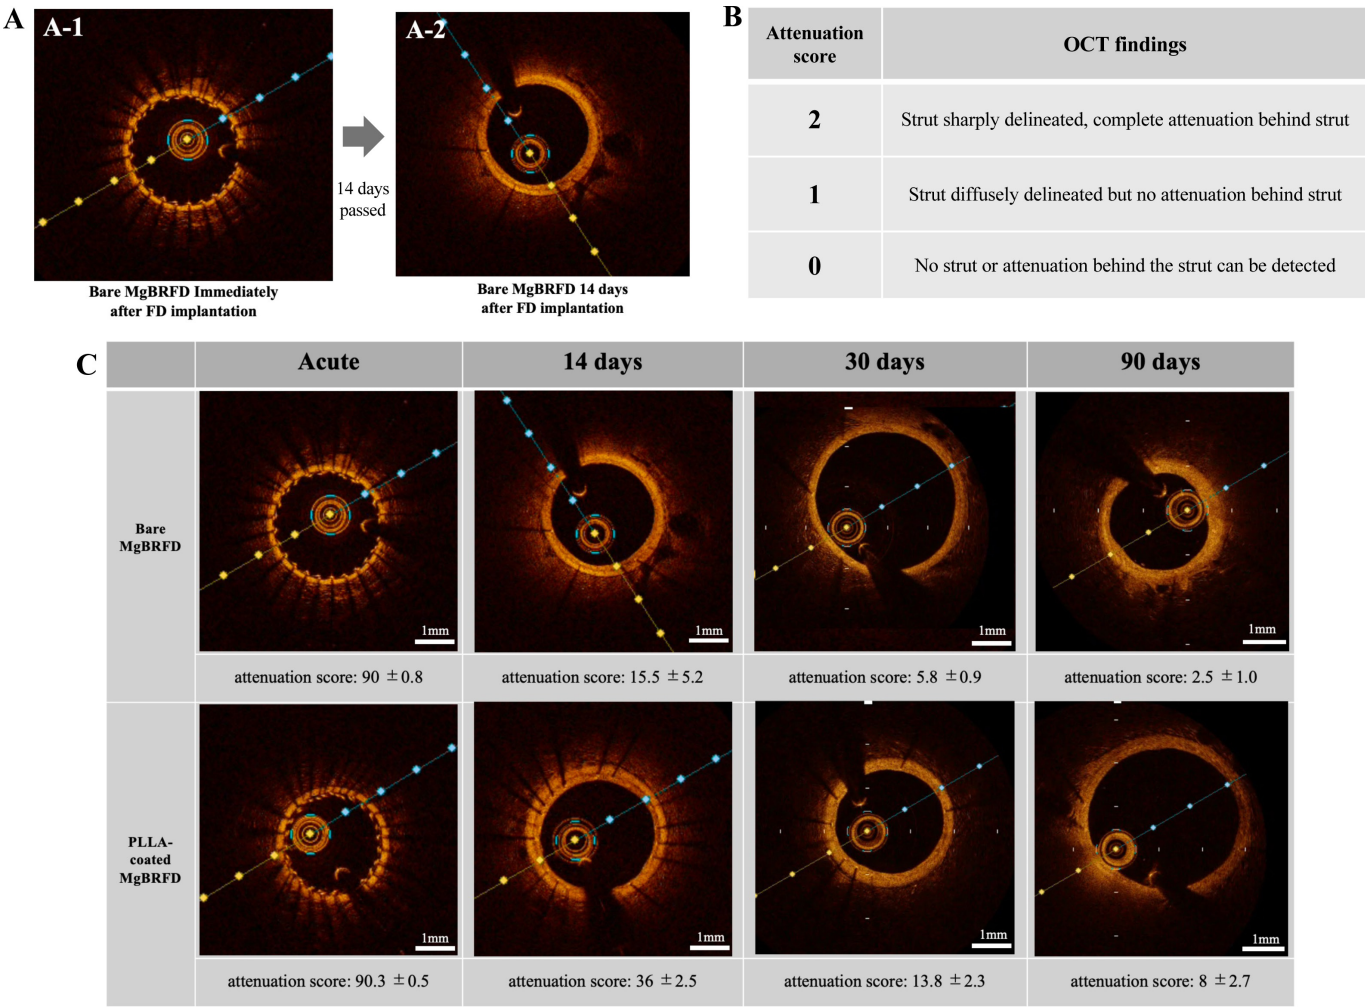 A
A-1
A-2
14 days
passed
Bare MgBRFD Immediately
after FD implantation
Bare MgBRFD 14 days
after FD implantation
B
Attenuation
score
OCT findings
2
Strut sharply delineated, complete attenuation behind strut
1
Strut diffusely delineated but no attenuation behind strut
0
No strut or attenuation behind the strut can be detected
C
Acute
14 days
30 days
90 days
Bare
MgBRFD
1mm
1mm
1mm
1mm
attenuation score: 90 ±0.8
attenuation score: 15.5 ±5.2
attenuation score: 5.8 ±0.9
attenuation score: 2.5 ±1.0
PLLA-
coated
MgBRFD
1mm
1mm
1mm
1mm
attenuation score: 90.3 ±0.5
attenuation score: 36 ±2.5
attenuation score: 13.8 ±2.3
attenuation score: 8 ±2.7